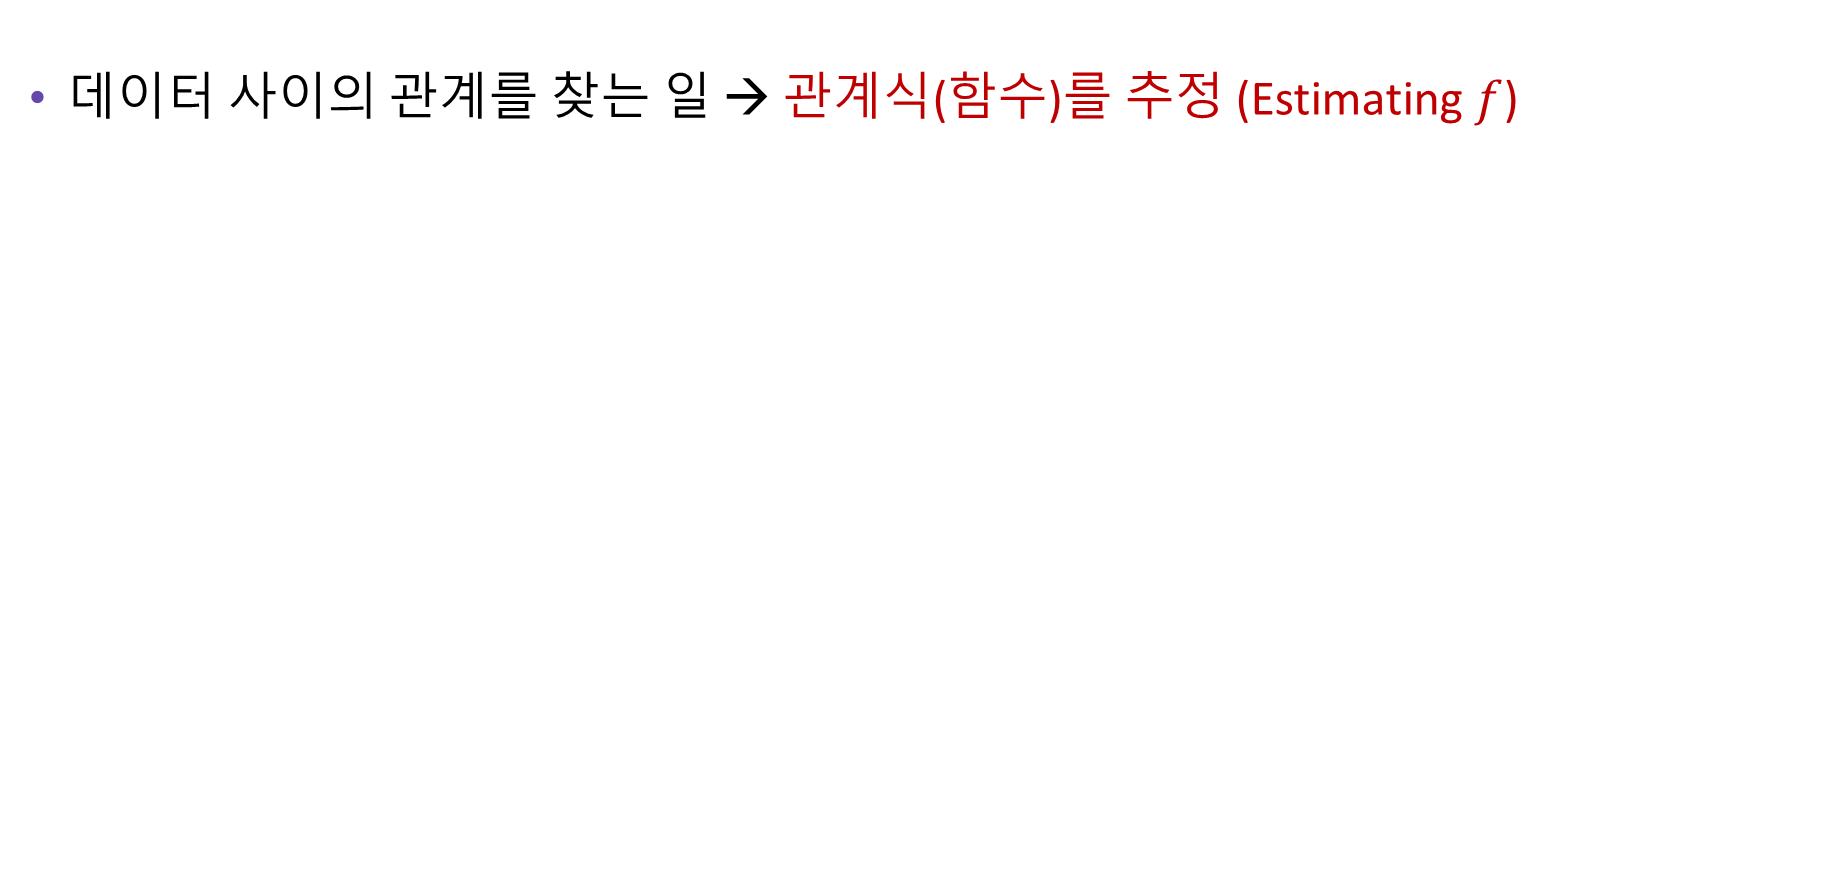 • 데이터 사이의 관계를 찾는 일 → 관계식(함수)를 추정 (Estimating f)